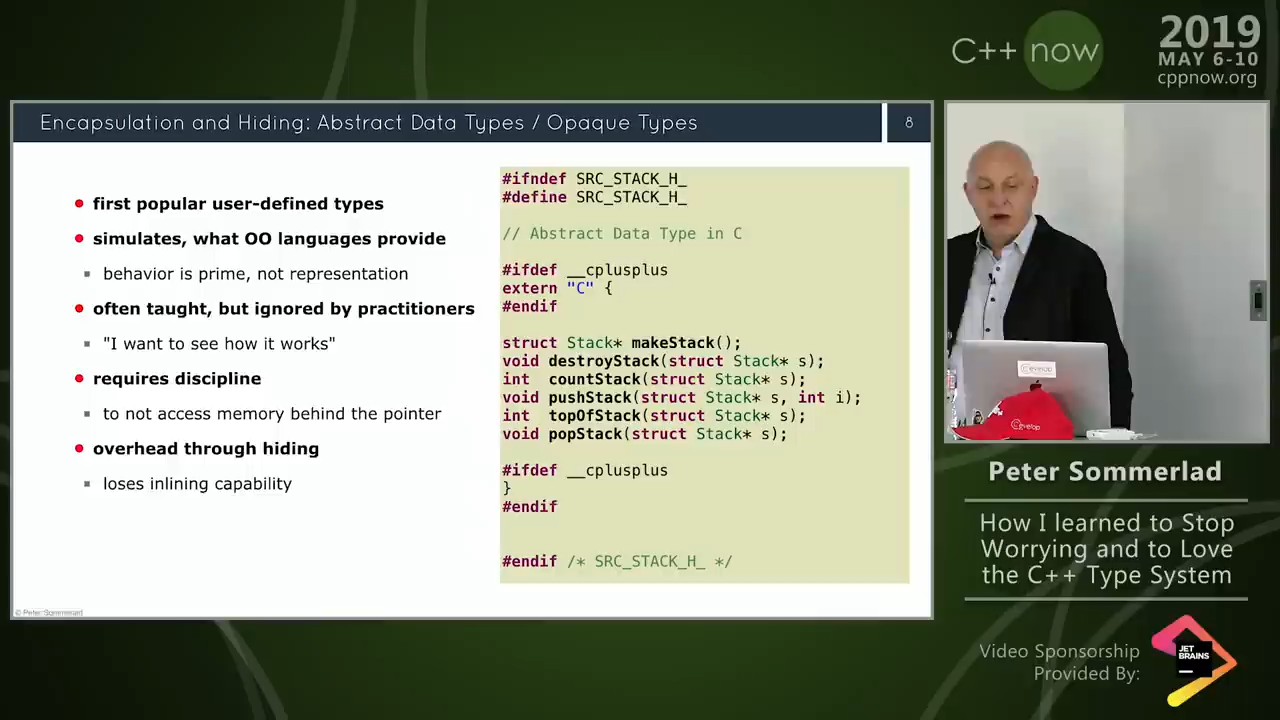 C++ now
2019
MAY 6-10
cppnow.org
Encapsulation and Hiding: Abstract Data Types / Opaque Types
8
first popular user-defined types
simulates, what OO languages provide
behavior is prime, not representation
often taught, but ignored by practitioners
"I want to see how it works"
requires discipline
to not access memory behind the pointer
overhead through hiding
loses inlining capability
#ifndef SRC_STACK_H_
#define SRC_STACK_H_
// Abstract Data Type in C
#ifdef __cplusplus
extern "C" {
#endif
struct Stack* makeStack();
void destroyStack(struct Stack* s);
int  countStack(struct Stack* s);
void pushStack(struct Stack* s, int i);
int  topOfStack(struct Stack* s);
void popStack(struct Stack* s);
#ifdef __cplusplus
}
#endif
#endif /* SRC_STACK_H_ */
© Peter Sommerlad
Peter Sommerlad
How I learned to Stop
Worrying and to Love
the C++ Type System
Video Sponsorship
Provided By:
JET
BRAINS